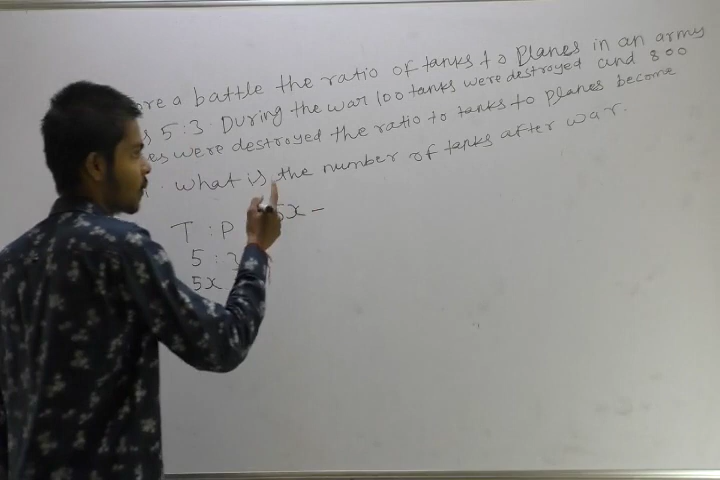 ore a battle the ratio of tanks to planes in an army
5:3. During the war 100 tanks were destroyed and 800
es were destroyed the ratio to tanks to planes become
. What is the number of tanks after war.
T : P 5x -
5 : 3
5x